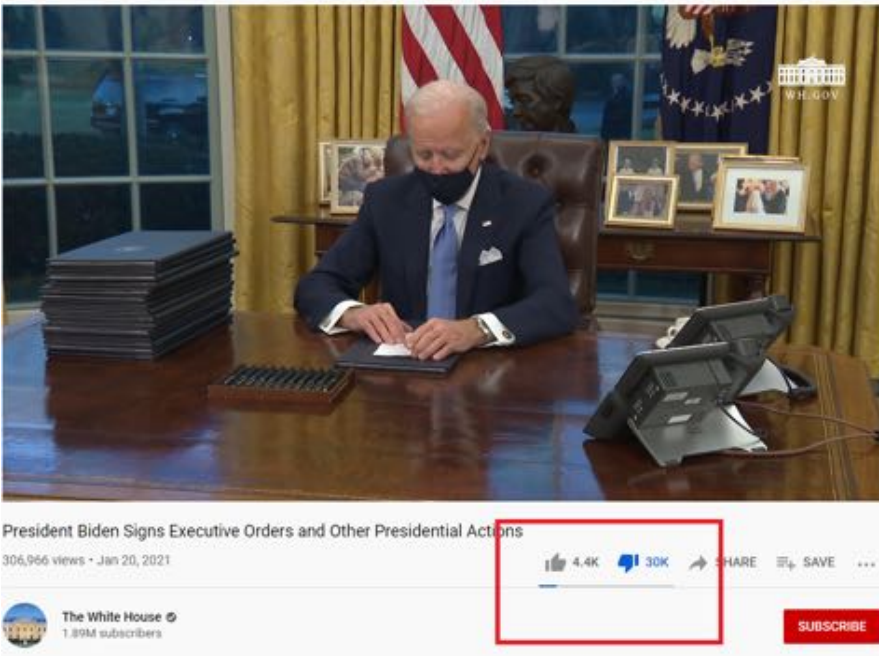 WH.GOV
President Biden Signs Executive Orders and Other Presidential Actions
306,966 views • Jan 20, 2021
4.4K 30K SHARE SAVE
The White House
1.89M subscribers
SUBSCRIBE